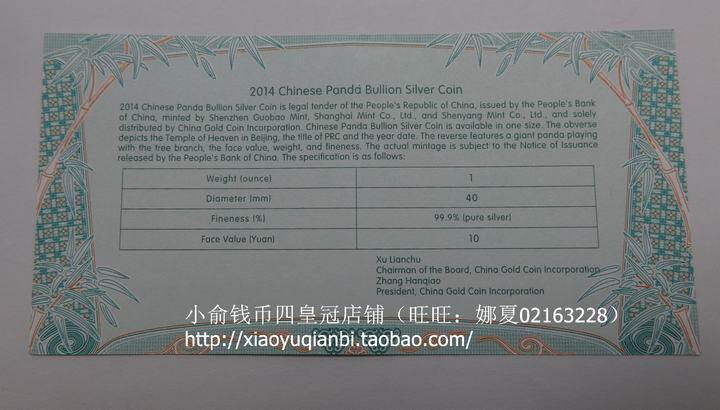 2014 Chinese Panda Bullion Silver Coin
2014 Chinese Panda Bullion Silver Coin is legal tender of the People's Republic of China, issued by the People's Bank
of China, minted by Shenzhen Guobao Mint, Shanghai Mint Co., Ltd., and Shenyang Mint Co., Ltd., and solely
distributed by China Gold Coin Incorporation. Chinese Panda Bullion Silver Coin is available in one size. The obverse
depicts the Temple of Heaven in Beijing, the title of PRC and the year date. The reverse features a giant panda playing
with the tree branch, the face value, weight, and fineness. The actual mintage is subject to the Notice of Issuance
released by the People's Bank of China. The specification is as follows:
Weight (ounce) 1
Diameter (mm) 40
Fineness (%) 99.9% (pure silver)
Face Value (Yuan) 10
Xu Lianchu
Chairman of the Board, China Gold Coin Incorporation
Zhang Hanqiao
President, China Gold Coin Incorporation
小俞钱币四皇冠店铺（旺旺：娜夏02163228）
http://xiaoyuqianbi.taobao.com/